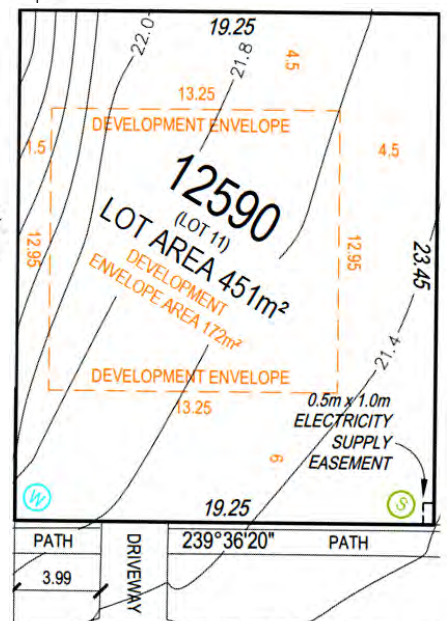 19.25
22.0
21.8
4.5
13.25
DEVELOPMENT ENVELOPE
1.5
4.5
12590
(LOT 11)
LOT AREA 451m²
DEVELOPMENT
ENVELOPE AREA 172m²
12.95
12.95
23.45
21.4
DEVELOPMENT ENVELOPE
13.25
0.5m x 1.0m
ELECTRICITY
SUPPLY
EASEMENT
6
W
S
19.25
PATH
DRIVEWAY
239°36'20"
PATH
3.99